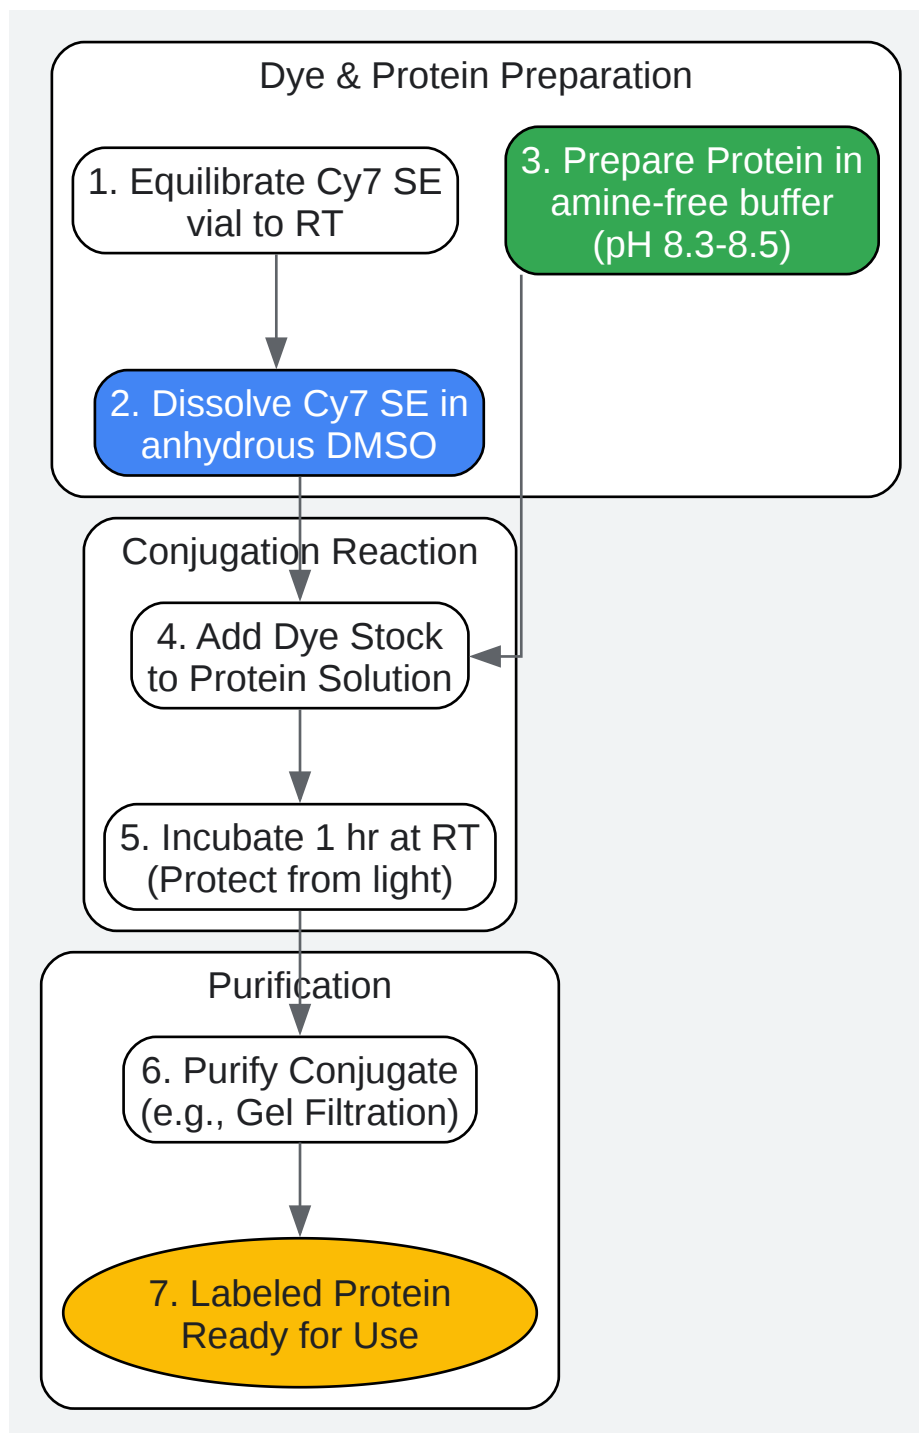 Dye & Protein Preparation
1. Equilibrate Cy7 SE
vial to RT
3. Prepare Protein in
amine-free buffer
(pH 8.3-8.5)
2. Dissolve Cy7 SE in
anhydrous DMSO
Conjugation Reaction
4. Add Dye Stock
to Protein Solution
5. Incubate 1 hr at RT
(Protect from light)
Purification
6. Purify Conjugate
(e.g., Gel Filtration)
7. Labeled Protein
Ready for Use